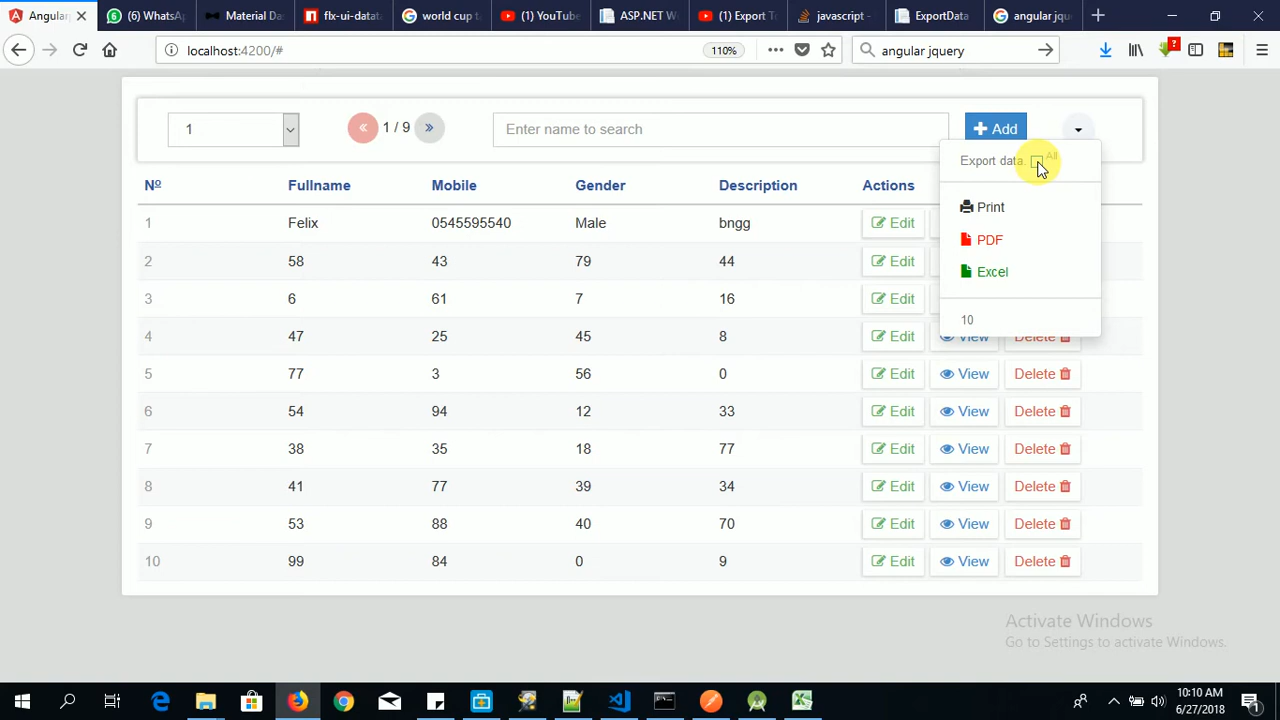 Angular
(6) WhatsA
Material Da
flx-ui-datat
world cup ta
(1) YouTube
ASP.NET W
(1) Export T
javascript -
ExportData
angular jqu
localhost:4200/#
110%
angular jquery
?
1
« 1 / 9 »
Enter name to search
Add
Export data. All
Print
PDF
Excel
10
Nº Fullname Mobile Gender Description Actions
1 Felix 0545595540 Male bngg Edit
2 58 43 79 44 Edit
3 6 61 7 16 Edit
4 47 25 45 8 Edit View Delete
5 77 3 56 0 Edit View Delete
6 54 94 12 33 Edit View Delete
7 38 35 18 77 Edit View Delete
8 41 77 39 34 Edit View Delete
9 53 88 40 70 Edit View Delete
10 99 84 0 9 Edit View Delete
Activate Windows
Go to Settings to activate Windows.
10:10 AM
6/27/2018
1